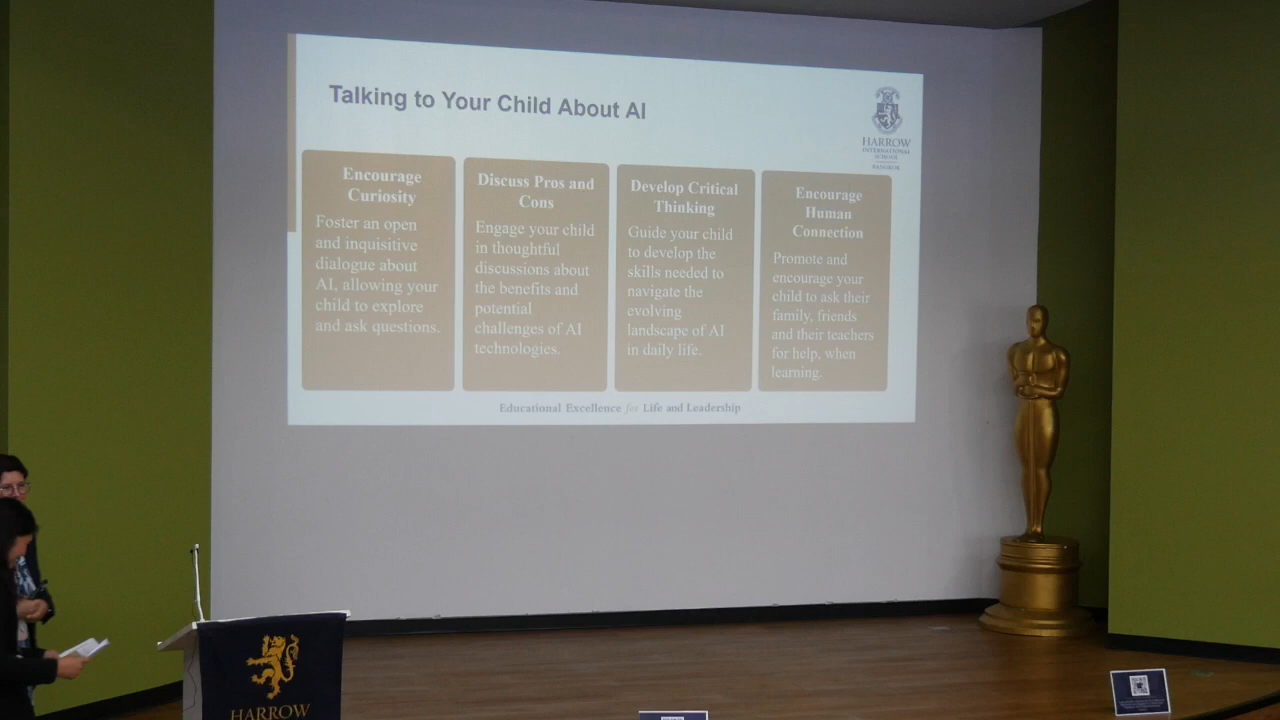 Talking to Your Child About AI
HARROW
INTERNATIONAL
SCHOOL
BANGKOK
Encourage
Curiosity
Foster an open
and inquisitive
dialogue about
AI, allowing your
child to explore
and ask questions.
Discuss Pros and
Cons
Engage your child
in thoughtful
discussions about
the benefits and
potential
challenges of AI
technologies.
Develop Critical
Thinking
Guide your child
to develop the
skills needed to
navigate the
evolving
landscape of AI
in daily life.
Encourage
Human
Connection
Promote and
encourage your
child to ask their
family, friends
and their teachers
for help, when
learning.
Educational Excellence for Life and Leadership
HARROW